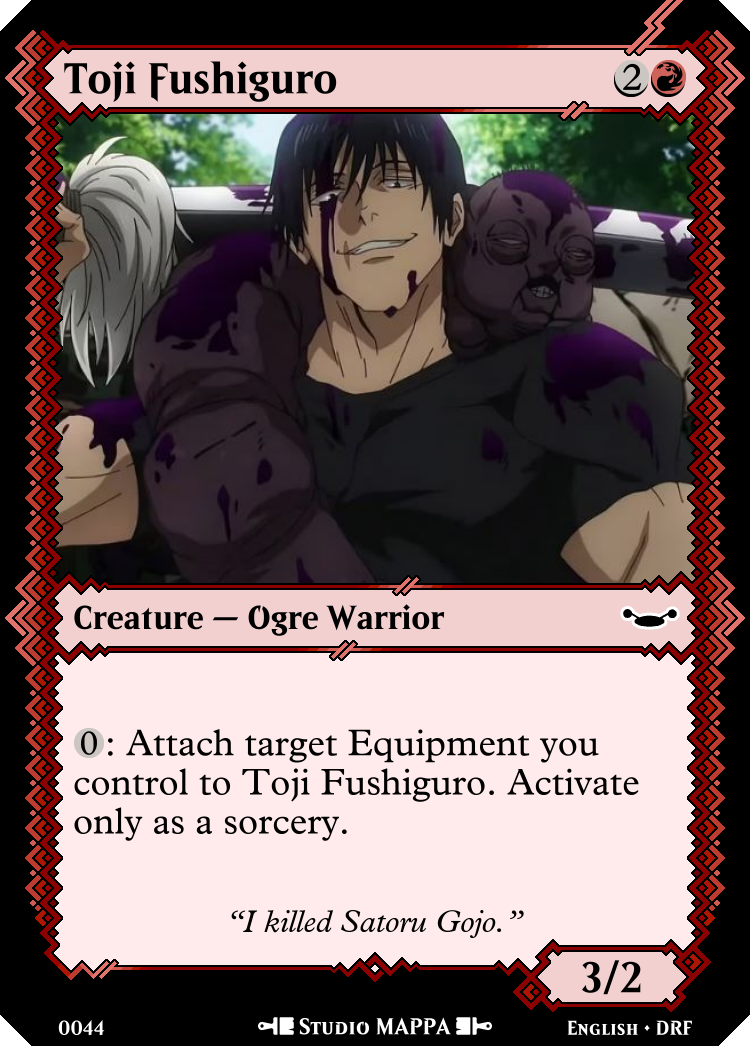 Toji Fushiguro 2
Creature — Ogre Warrior
0: Attach target Equipment you
control to Toji Fushiguro. Activate
only as a sorcery.
“I killed Satoru Gojo.”
3/2
0044 Studio MAPPA English • DRF